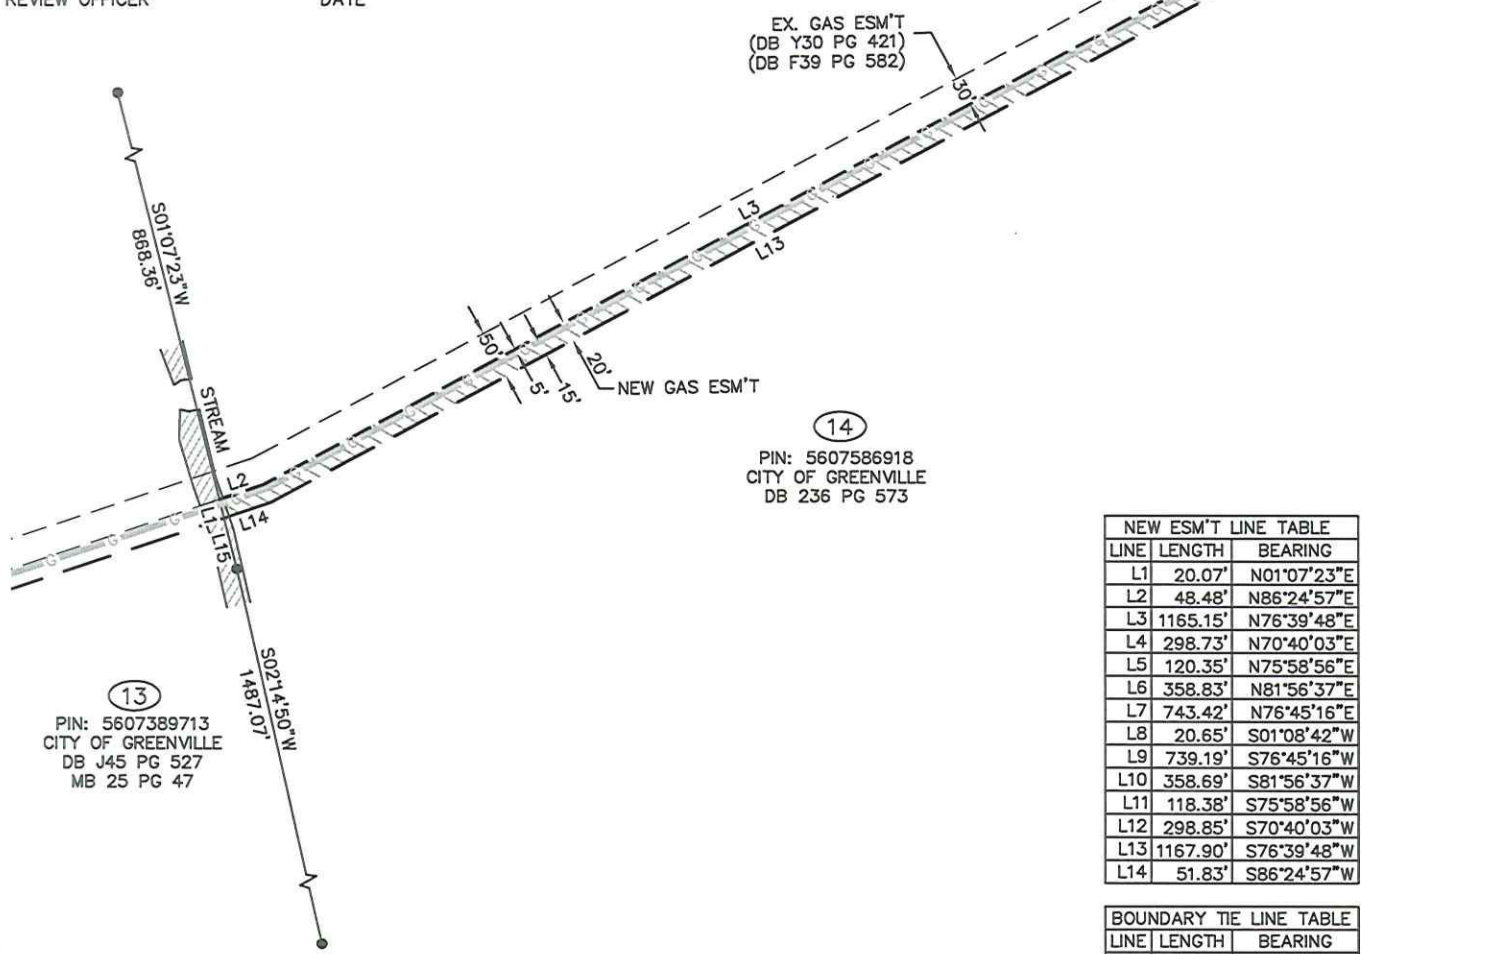 REVIEW OFFICER
DATE
EX. GAS ESM'T
(DB Y30 PG 421)
(DB F39 PG 582)
30'
S01°07'23"W
868.36'
L3
L13
50'
5'
15'
20'
NEW GAS ESM'T
STREAM
L2
L14
L1
L15
G
14
PIN: 5607586918
CITY OF GREENVILLE
DB 236 PG 573
S02°14'50"W
1487.07'
13
PIN: 5607389713
CITY OF GREENVILLE
DB J45 PG 527
MB 25 PG 47
NEW ESM'T LINE TABLE
LINE LENGTH BEARING
L1 20.07' N01°07'23"E
L2 48.48' N86°24'57"E
L3 1165.15' N76°39'48"E
L4 298.73' N70°40'03"E
L5 120.35' N75°58'56"E
L6 358.83' N81°56'37"E
L7 743.42' N76°45'16"E
L8 20.65' S01°08'42"W
L9 739.19' S76°45'16"W
L10 358.69' S81°56'37"W
L11 118.38' S75°58'56"W
L12 298.85' S70°40'03"W
L13 1167.90' S76°39'48"W
L14 51.83' S86°24'57"W
BOUNDARY TIE LINE TABLE
LINE LENGTH BEARING